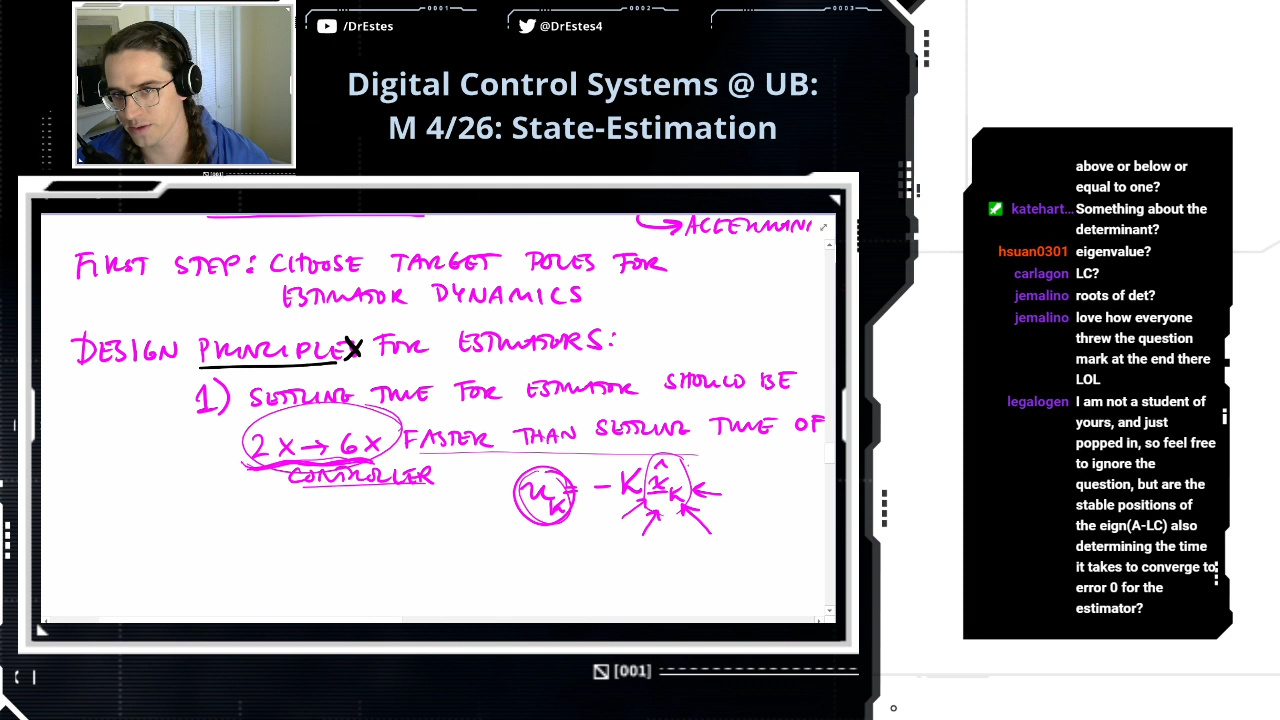 0001
0002
0003
/DrEstes
@DrEstes4
Digital Control Systems @ UB:
M 4/26: State-Estimation
[001]
FIRST STEP: CHOOSE TARGET POLES FOR
ESTIMATOR DYNAMICS
DESIGN PRINCIPLE FOR ESTIMATORS:
1) SETTLING TIME FOR ESTIMATOR SHOULD BE
2x → 6x FASTER THAN SETTLING TIME OF
CONTROLLER
u_k = - K x̂_k
[001]
above or below or
equal to one?
katehart... Something about the
determinant?
hsuan0301 eigenvalue?
carlagon LC?
jemalino roots of det?
jemalino love how everyone
threw the question
mark at the end there
LOL
legalogen I am not a student of
yours, and just
popped in, so feel free
to ignore the
question, but are the
stable positions of
the eign(A-LC) also
determining the time
it takes to converge to
error 0 for the
estimator?